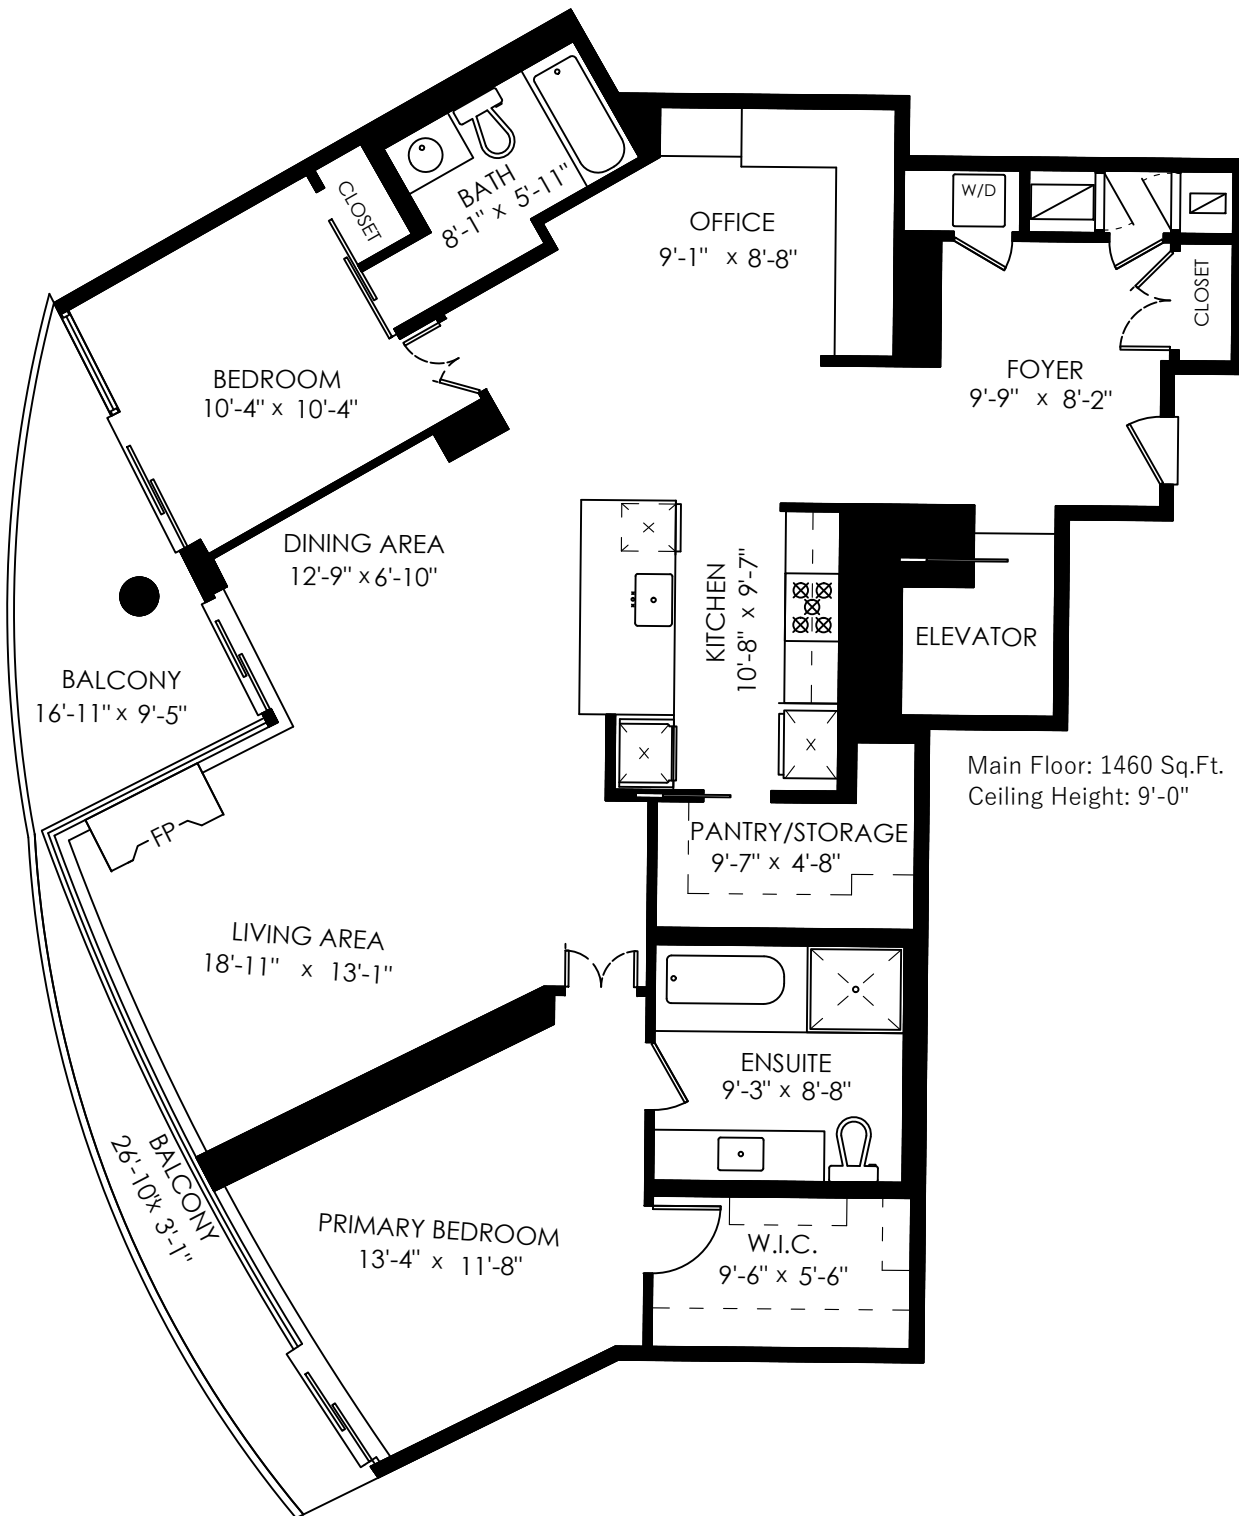 BATH
8'-1" x 5'-11"
CLOSET
W/D
OFFICE
9'-1" x 8'-8"
CLOSET
BEDROOM
10'-4" x 10'-4"
FOYER
9'-9" x 8'-2"
DINING AREA
12'-9" x 6'-10"
KITCHEN
10'-8" x 9'-7"
ELEVATOR
BALCONY
16'-11" x 9'-5"
Main Floor: 1460 Sq.Ft.
Ceiling Height: 9'-0"
FP
PANTRY/STORAGE
9'-7" x 4'-8"
LIVING AREA
18'-11" x 13'-1"
ENSUITE
9'-3" x 8'-8"
BALCONY
26'-10"x 3'-1"
PRIMARY BEDROOM
13'-4" x 11'-8"
W.I.C.
9'-6" x 5'-6"